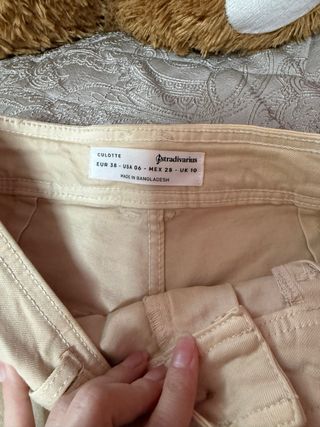 CULOTTE stradivarius
EUR 38 - USA 06 - MEX 28 - UK 10
MADE IN BANGLADESH